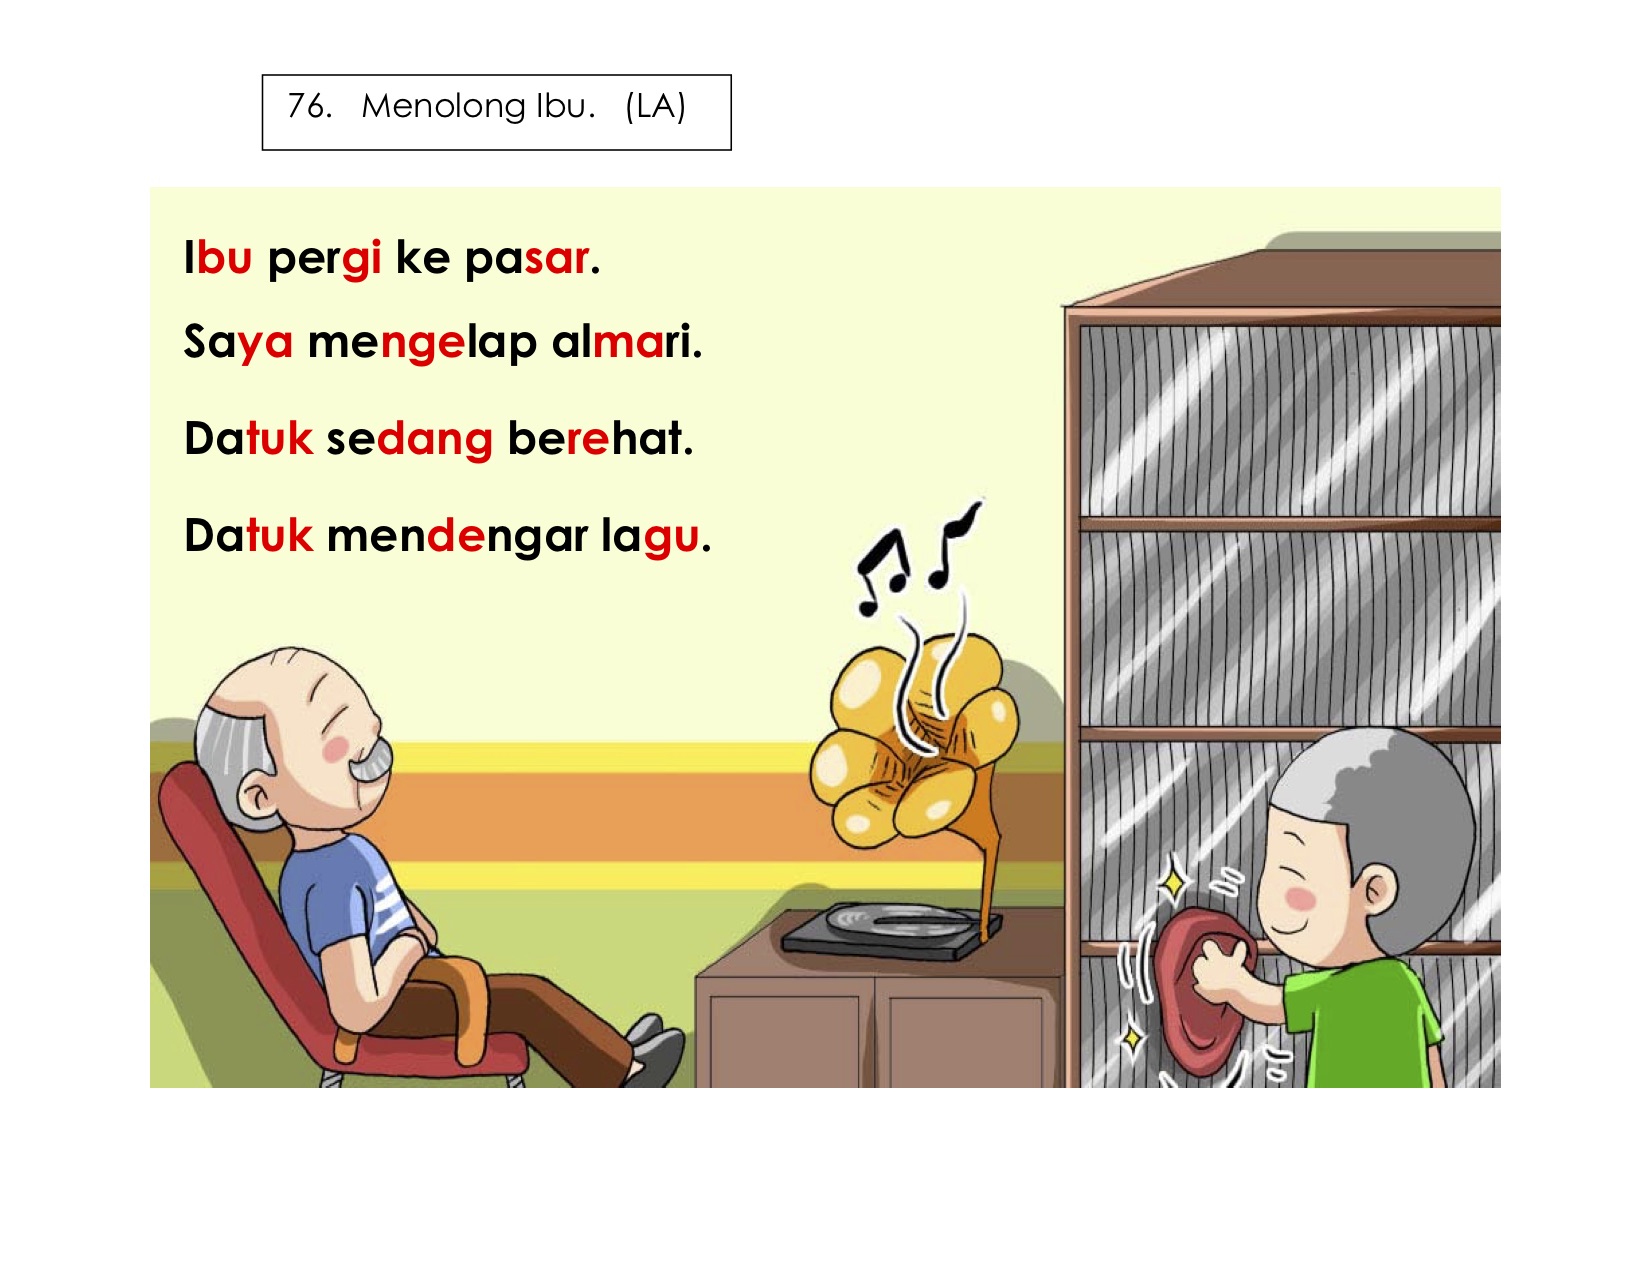 76. Menolong Ibu. (LA)
Ibu pergi ke pasar.
Saya mengelap almari.
Datuk sedang berehat.
Datuk mendengar lagu.